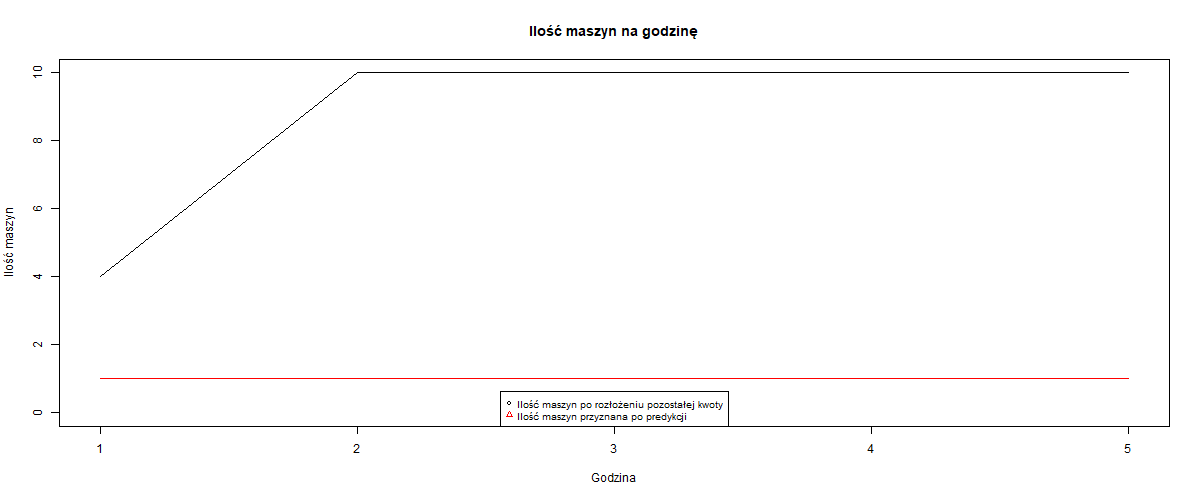 Ilość maszyn na godzinę
Ilość maszyn
10
8
6
4
2
0
Ilość maszyn po rozłożeniu pozostałej kwoty
Ilość maszyn przyznana po predykcji
1 2 3 4 5
Godzina